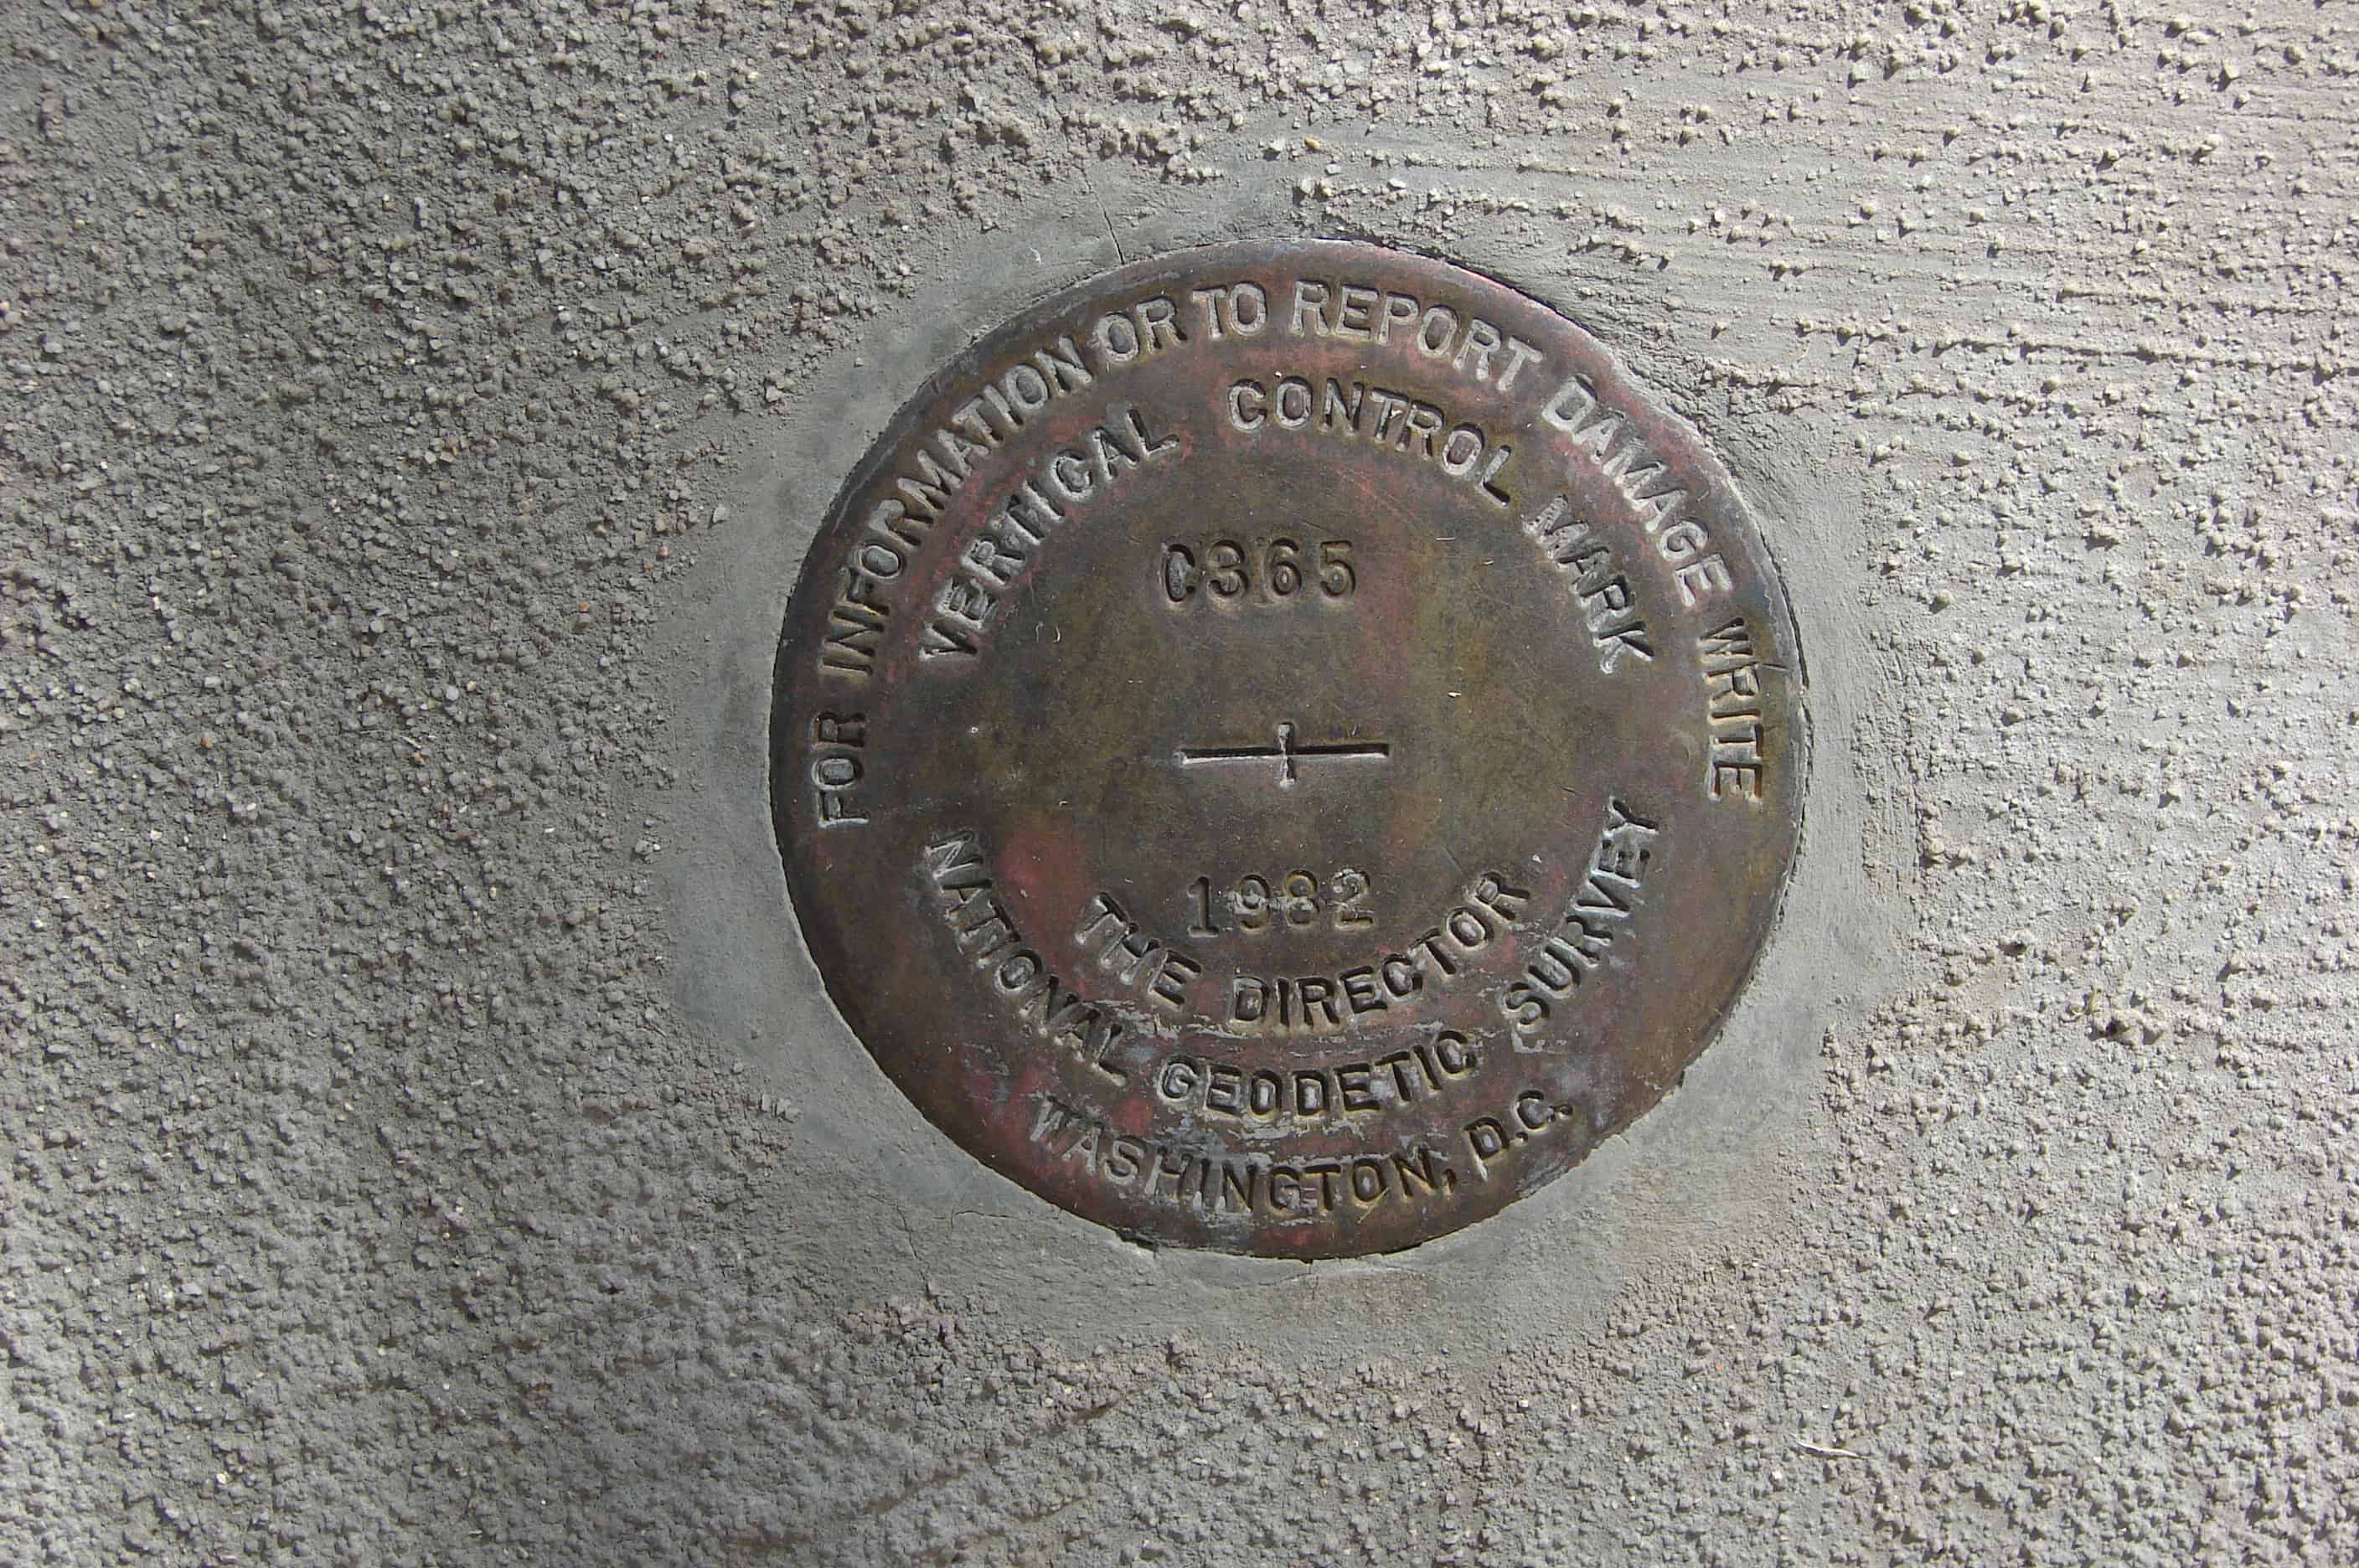 FOR INFORMATION OR TO REPORT DAMAGE WRITE
VERTICAL CONTROL MARK
C365
1982
THE DIRECTOR
NATIONAL GEODETIC SURVEY
WASHINGTON, D.C.